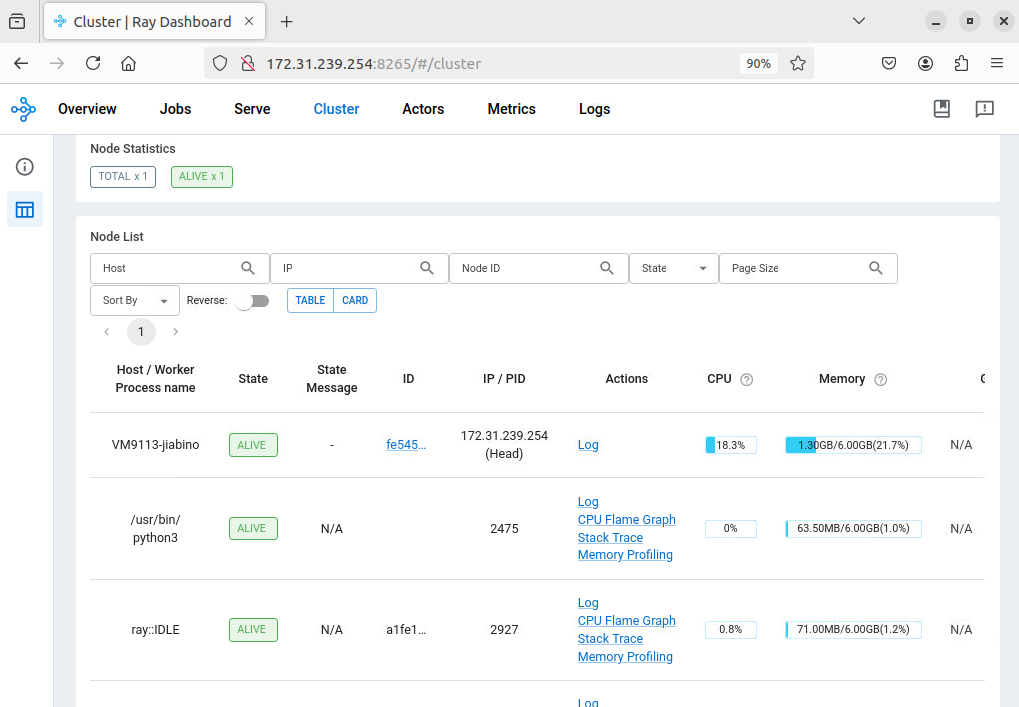 Cluster | Ray Dashboard
172.31.239.254:8265/#/cluster
90%
Overview Jobs Serve Cluster Actors Metrics Logs
Node Statistics
TOTAL x 1 ALIVE x 1
Node List
Host IP Node ID State Page Size
Sort By Reverse: TABLE CARD
1
Host / Worker Process name State State Message ID IP / PID Actions CPU Memory
VM9113-jiabino ALIVE - fe545... 172.31.239.254 (Head) Log 18.3% 1.30GB/6.00GB(21.7%) N/A
/usr/bin/python3 ALIVE N/A 2475 Log 0% 63.50MB/6.00GB(1.0%) N/A
CPU Flame Graph
Stack Trace
Memory Profiling
ray::IDLE ALIVE N/A a1fe1... 2927 Log 0.8% 71.00MB/6.00GB(1.2%) N/A
CPU Flame Graph
Stack Trace
Memory Profiling
Log